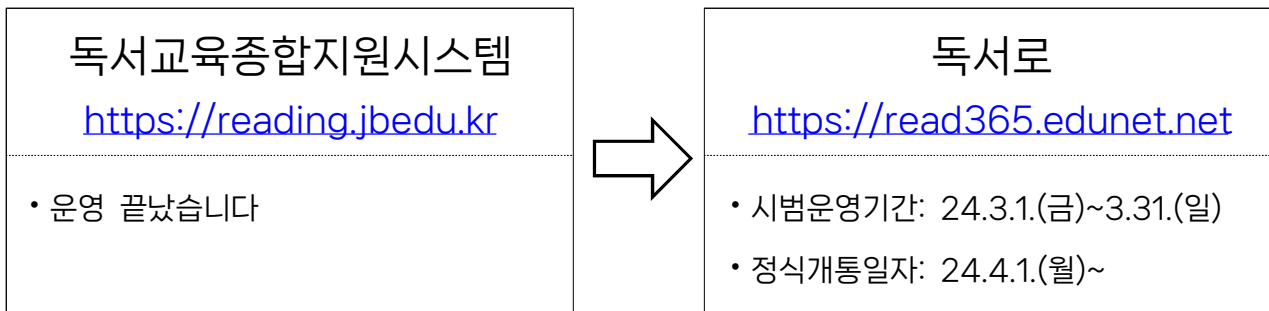 독서교육종합지원시스템
https://reading.jbedu.kr
• 운영 끝났습니다
독서로
https://read365.edunet.net
• 시범운영기간: 24.3.1.(금)~3.31.(일)
• 정식개통일자: 24.4.1.(월)~